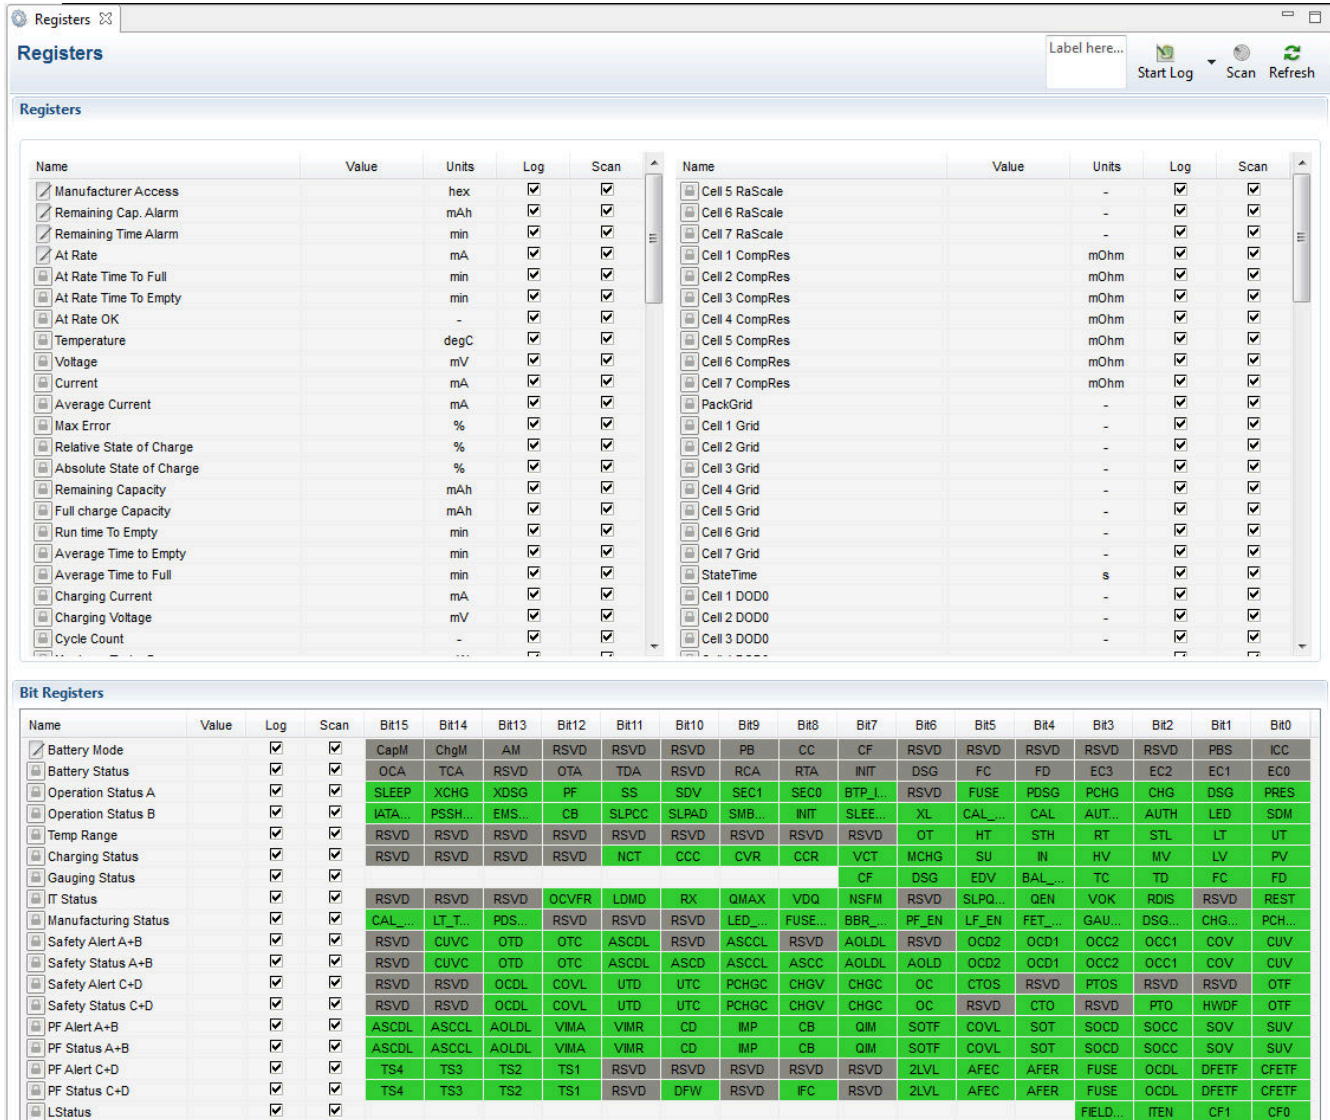 Registers
Registers
Label here...
Start Log
Scan
Refresh
Registers
Name Value Units Log Scan
Manufacturer Access hex
Remaining Cap. Alarm mAh
Remaining Time Alarm min
At Rate mA
At Rate Time To Full min
At Rate Time To Empty min
At Rate OK -
Temperature degC
Voltage mV
Current mA
Average Current mA
Max Error %
Relative State of Charge %
Absolute State of Charge %
Remaining Capacity mAh
Full charge Capacity mAh
Run time To Empty min
Average Time to Empty min
Average Time to Full min
Charging Current mA
Charging Voltage mV
Cycle Count -
Name Value Units Log Scan
Cell 5 RaScale -
Cell 6 RaScale -
Cell 7 RaScale -
Cell 1 CompRes mOhm
Cell 2 CompRes mOhm
Cell 3 CompRes mOhm
Cell 4 CompRes mOhm
Cell 5 CompRes mOhm
Cell 6 CompRes mOhm
Cell 7 CompRes mOhm
PackGrid -
Cell 1 Grid -
Cell 2 Grid -
Cell 3 Grid -
Cell 4 Grid -
Cell 5 Grid -
Cell 6 Grid -
Cell 7 Grid -
StateTime s
Cell 1 DOD0 -
Cell 2 DOD0 -
Cell 3 DOD0 -
Bit Registers
Name Value Log Scan Bit15 Bit14 Bit13 Bit12 Bit11 Bit10 Bit9 Bit8 Bit7 Bit6 Bit5 Bit4 Bit3 Bit2 Bit1 Bit0
Battery Mode CapM ChgM AM RSVD RSVD RSVD PB CC CF RSVD RSVD RSVD RSVD RSVD PBS ICC
Battery Status OCA TCA RSVD OTA TDA RSVD RCA RTA INIT DSG FC FD EC3 EC2 EC1 EC0
Operation Status A SLEEP XCHG XDSG PF SS SDV SEC1 SEC0 BTP_I... RSVD FUSE PDSG PCHG CHG DSG PRES
Operation Status B IATA... PSSH... EMS... CB SLPCC SLPAD SMB... INIT SLEE... XL CAL_... CAL AUT... AUTH LED SDM
Temp Range RSVD RSVD RSVD RSVD RSVD RSVD RSVD RSVD RSVD OT HT STH RT STL LT UT
Charging Status RSVD RSVD RSVD RSVD NCT CCC CVR CCR VCT MCHG SU IN HV MV LV PV
Gauging Status CF DSG EDV BAL_... TC TD FC FD
IT Status RSVD RSVD RSVD OCVFR LDMD RX QMAX VDQ NSFM RSVD SLPQ... QEN VOK RDIS RSVD REST
Manufacturing Status CAL_... LT_T... PDS... RSVD RSVD RSVD LED_... FUSE... BBR_... PF_EN LF_EN FET_... GAU... DSG... CHG... PCH...
Safety Alert A+B RSVD CUVC OTD OTC ASCDL RSVD ASCCL RSVD AOLDL RSVD OCD2 OCD1 OCC2 OCC1 COV CUV
Safety Status A+B RSVD CUVC OTD OTC ASCDL ASCD ASCCL ASCC AOLDL AOLD OCD2 OCD1 OCC2 OCC1 COV CUV
Safety Alert C+D RSVD RSVD OCDL COVL UTD UTC PCHGC CHGV CHGC OC CTOS RSVD PTOS RSVD RSVD OTF
Safety Status C+D RSVD RSVD OCDL COVL UTD UTC PCHGC CHGV CHGC OC RSVD CTO RSVD PTO HWDF OTF
PF Alert A+B ASCDL ASCCL AOLDL VIMA VIMR CD IMP CB QIM SOTF COVL SOT SOCD SOCC SOV SUV
PF Status A+B ASCDL ASCCL AOLDL VIMA VIMR CD IMP CB QIM SOTF COVL SOT SOCD SOCC SOV SUV
PF Alert C+D TS4 TS3 TS2 TS1 RSVD RSVD RSVD RSVD RSVD 2LVL AFEC AFER FUSE OCDL DFETF CFETF
PF Status C+D TS4 TS3 TS2 TS1 RSVD DFW RSVD IFC RSVD 2LVL AFEC AFER FUSE OCDL DFETF CFETF
LStatus FIELD... ITEN CF1 CF0